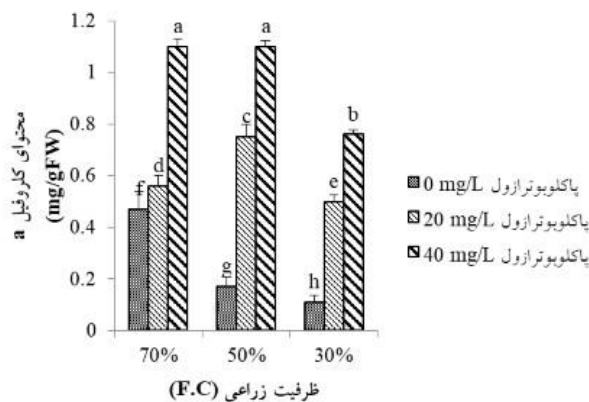 محتوای کلروفیل a
(mg/gFW)
1.2
1
0.8
0.6
0.4
0.2
0
f
d
a
g
c
a
h
e
b
70%
50%
30%
ظرفیت زراعی (F.C)
پاکلوبوترازول 0 mg/L
پاکلوبوترازول 20 mg/L
پاکلوبوترازول 40 mg/L